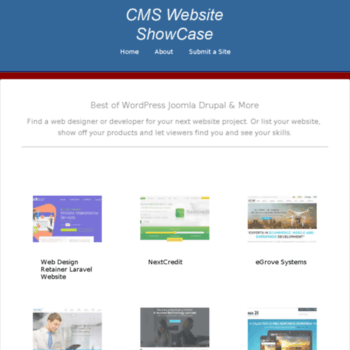 CMS Website
ShowCase
Home About Submit a Site
Best of WordPress Joomla Drupal & More
Find a web designer or developer for your next website project. Or list your website,
show off your products and let viewers find you and see your skills.
Web Design
Retainer Laravel
Website
NextCredit
eGrove Systems